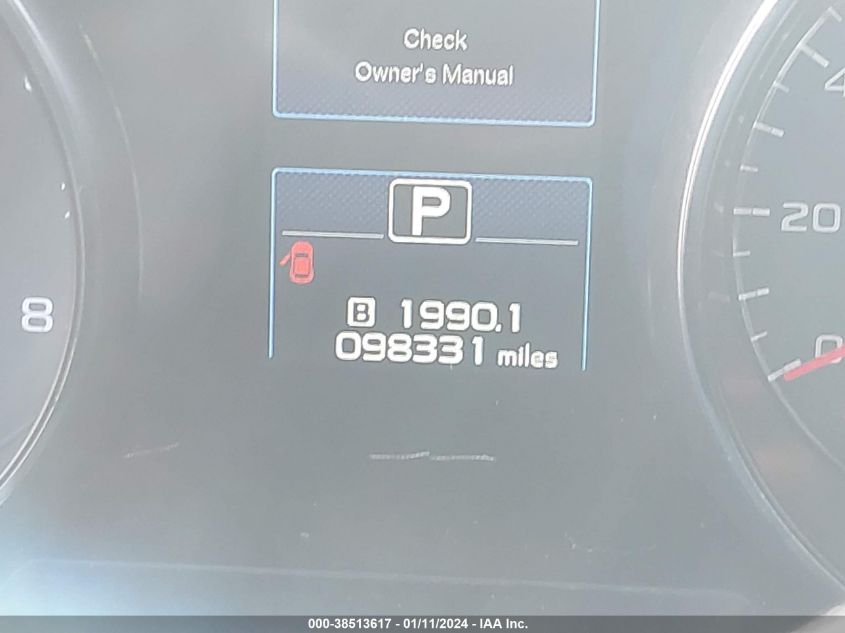 Check
Owner's Manual
P
B 1990.1
098331 miles
8
20
0
000-38513617 - 01/11/2024 - IAA Inc.